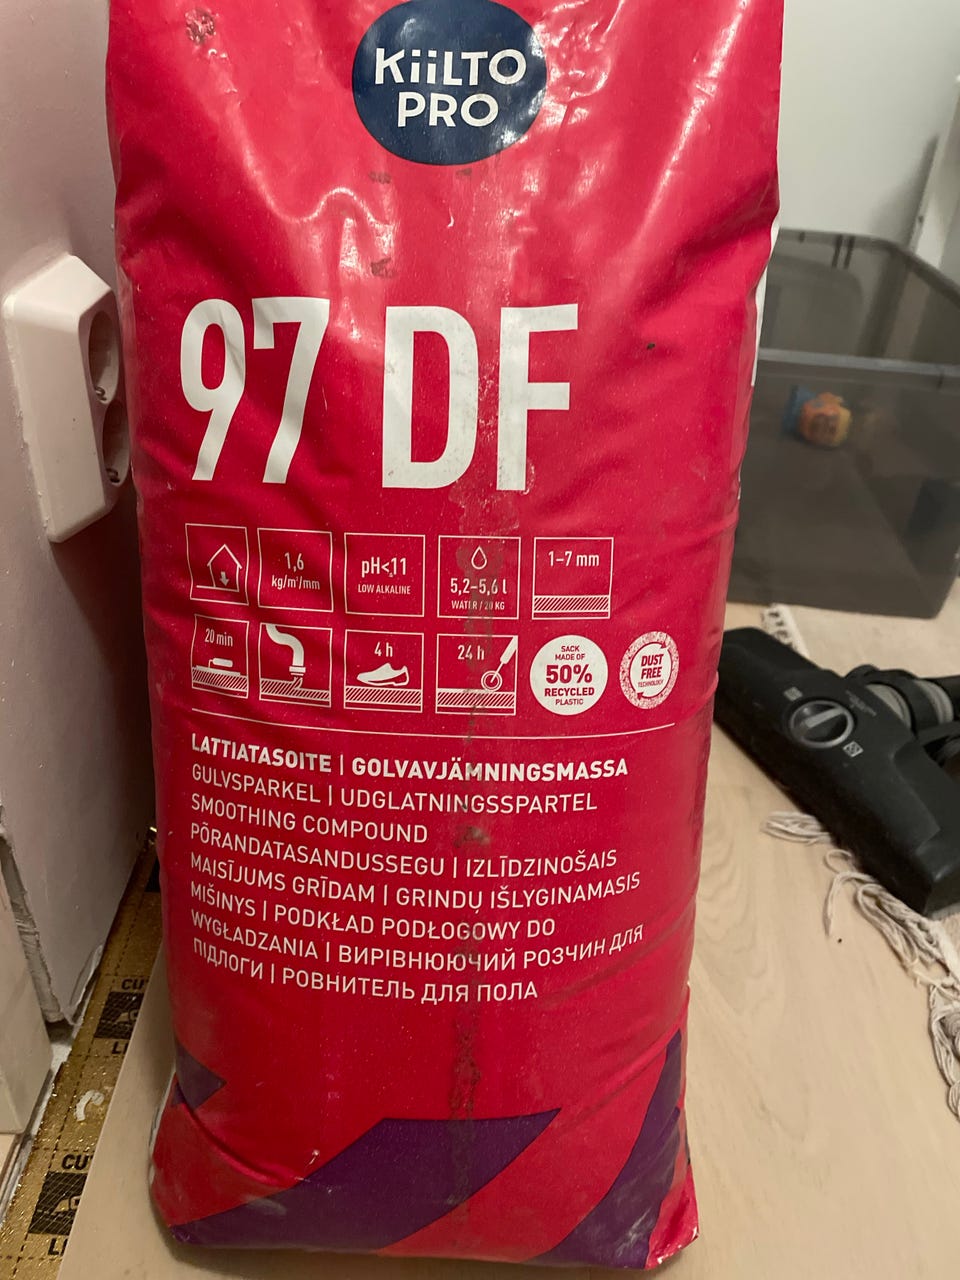 KiiLTO
PRO
97 DF
1,6
kg/m²/mm
pH<11
LOW ALKALINE
5,2–5,6 l
WATER / 20 KG
1–7 mm
20 min
4 h
24 h
SACK
MADE OF
50%
RECYCLED
PLASTIC
DUST
FREE
TECHNOLOGY
LATTIATASOITE | GOLVAVJÄMNINGSMASSA
GULVSPARKEL | UDGLATNINGSSPARTEL
SMOOTHING COMPOUND
PÕRANDATASANDUSSEGU | IZLĪDZINOŠAIS
MAISĪJUMS GRĪDAM | GRINDŲ IŠLYGINAMASIS
MIŠINYS | PODKŁAD PODŁOGOWY DO
WYGŁADZANIA | ВИРІВНЮЮЧИЙ РОЗЧИН ДЛЯ
ПІДЛОГИ | РОВНИТЕЛЬ ДЛЯ ПОЛА